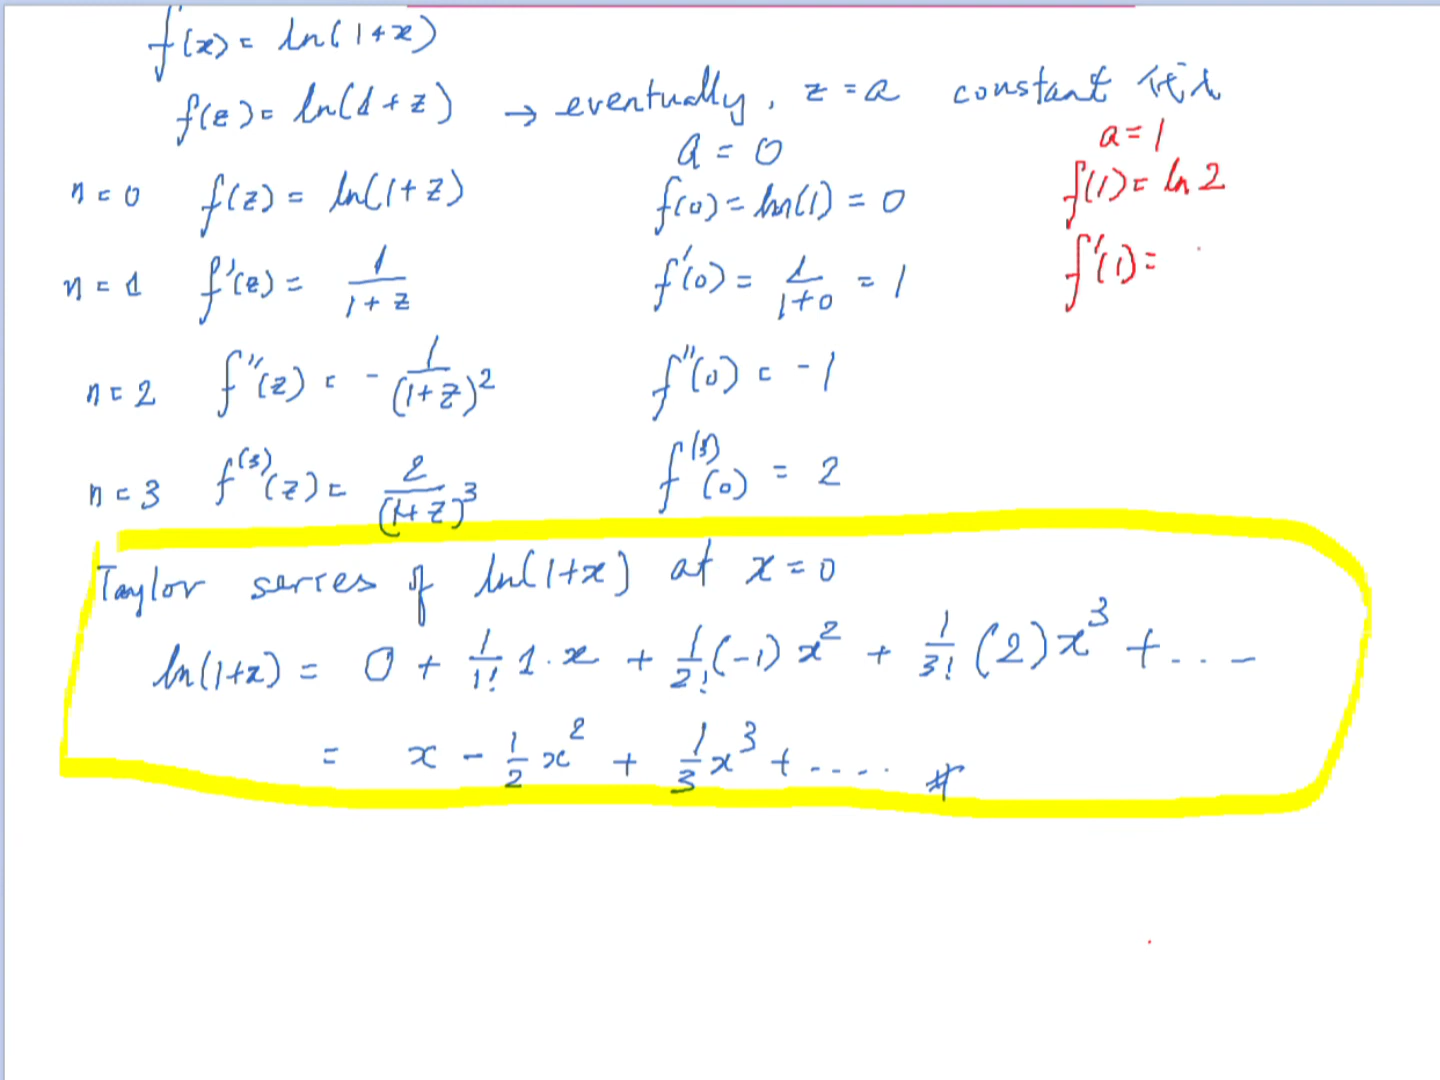 f(x) = ln(1+x)
f(z) = ln(1+z) → eventually, z = a constant 代入
a = 0 a = 1
n = 0 f(z) = ln(1+z) f(0) = ln(1) = 0 f(1) = ln 2
n = 1 f'(z) = 1/(1+z) f'(0) = 1/(1+0) = 1 f'(1) =
n = 2 f''(z) = - 1/(1+z)² f''(0) = -1
n = 3 f⁽³⁾(z) = 2/(1+z)³ f⁽³⁾(0) = 2
Taylor series of ln(1+x) at x = 0
ln(1+x) = 0 + 1/1! 1·x + 1/2! (-1) x² + 1/3! (2) x³ + ....
= x - 1/2 x² + 1/3 x³ + ..... #